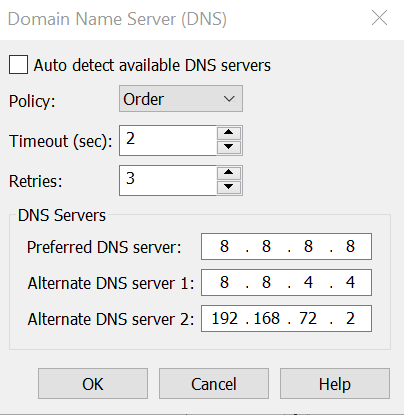 Domain Name Server (DNS)
Auto detect available DNS servers
Policy: Order
Timeout (sec): 2
Retries: 3
DNS Servers
Preferred DNS server: 8 . 8 . 8 . 8
Alternate DNS server 1: 8 . 8 . 4 . 4
Alternate DNS server 2: 192 . 168 . 72 . 2
OK Cancel Help